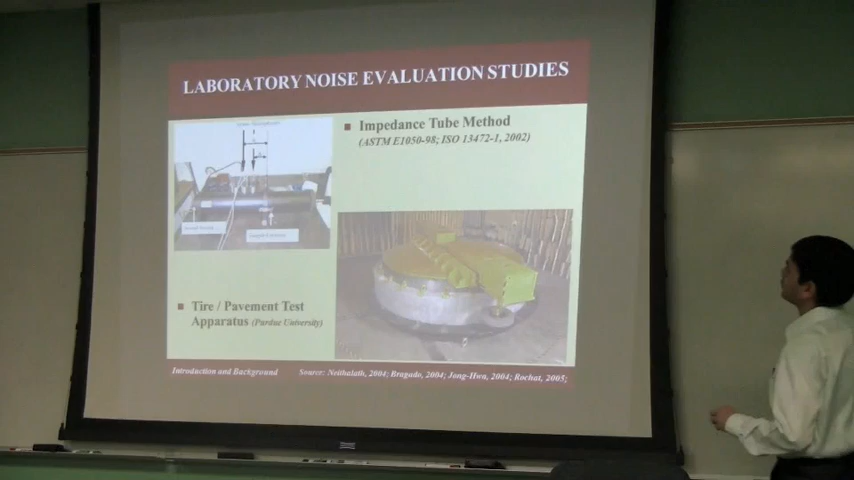 LABORATORY NOISE EVALUATION STUDIES
Impedance Tube Method
(ASTM E1050-98; ISO 13472-1, 2002)
Tire / Pavement Test
Apparatus (Purdue University)
Introduction and Background
Source: Neithalath, 2004; Bragado, 2004; Jong-Hwa, 2004; Rochat, 2005;